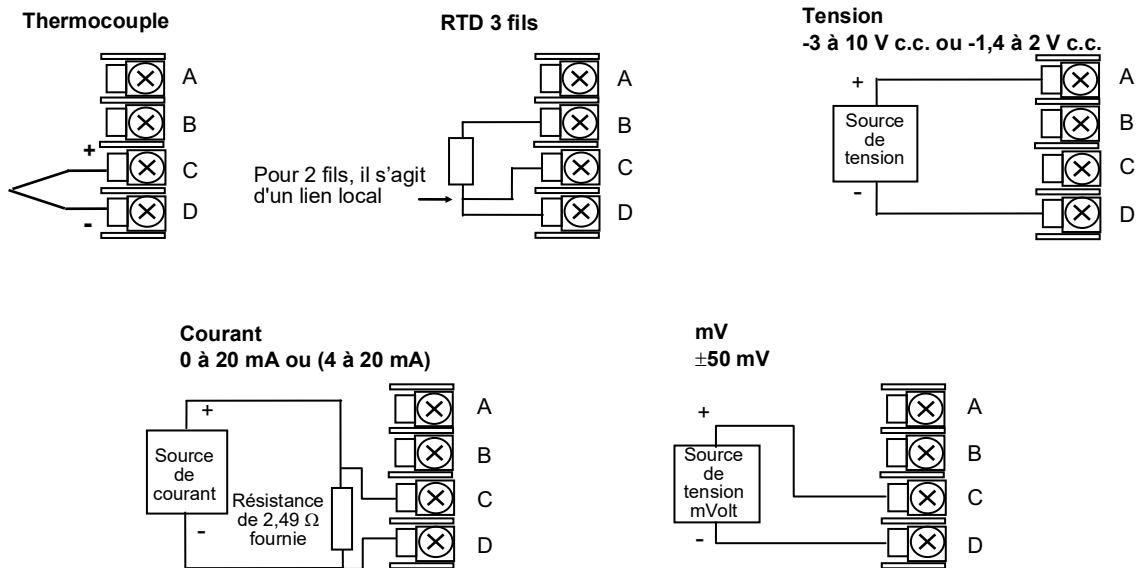 Thermocouple
A
B
+
C
D
-
RTD 3 fils
A
B
C
D
Pour 2 fils, il s’agit
d'un lien local
Tension
-3 à 10 V c.c. ou -1,4 à 2 V c.c.
+
Source
de
tension
-
A
B
C
D
Courant
0 à 20 mA ou (4 à 20 mA)
+
Source
de
courant
-
Résistance
de 2,49 Ω
fournie
A
B
C
D
mV
±50 mV
+
Source
de
tension
mVolt
-
A
B
C
D